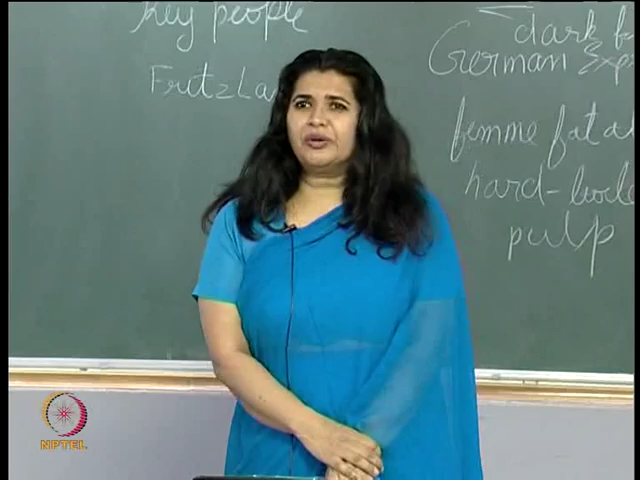 key people
Fritz La
dark f
German Exp
femme fata
hard-boile
pulp
NPTEL